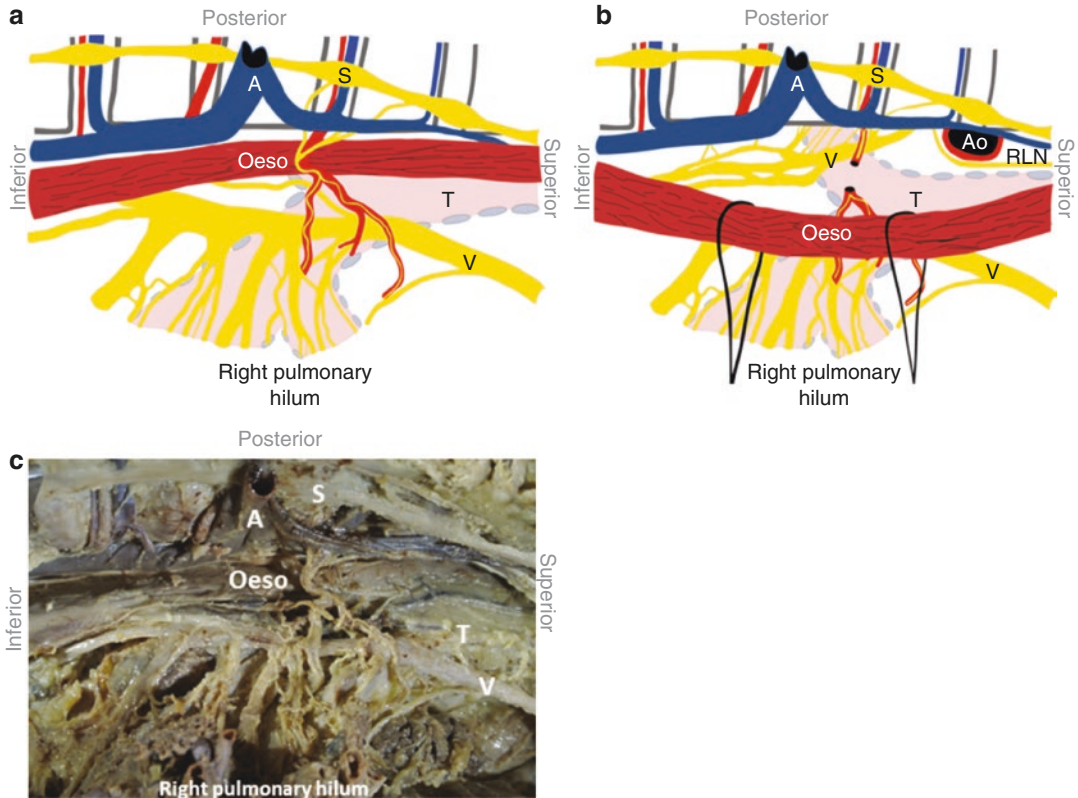 a
Posterior
A
S
Oeso
T
V
Inferior
Superior
Right pulmonary
hilum
b
Posterior
A
S
Ao
RLN
V
T
Oeso
V
Inferior
Superior
Right pulmonary
hilum
c
Posterior
S
A
Oeso
T
V
Inferior
Superior
Right pulmonary hilum